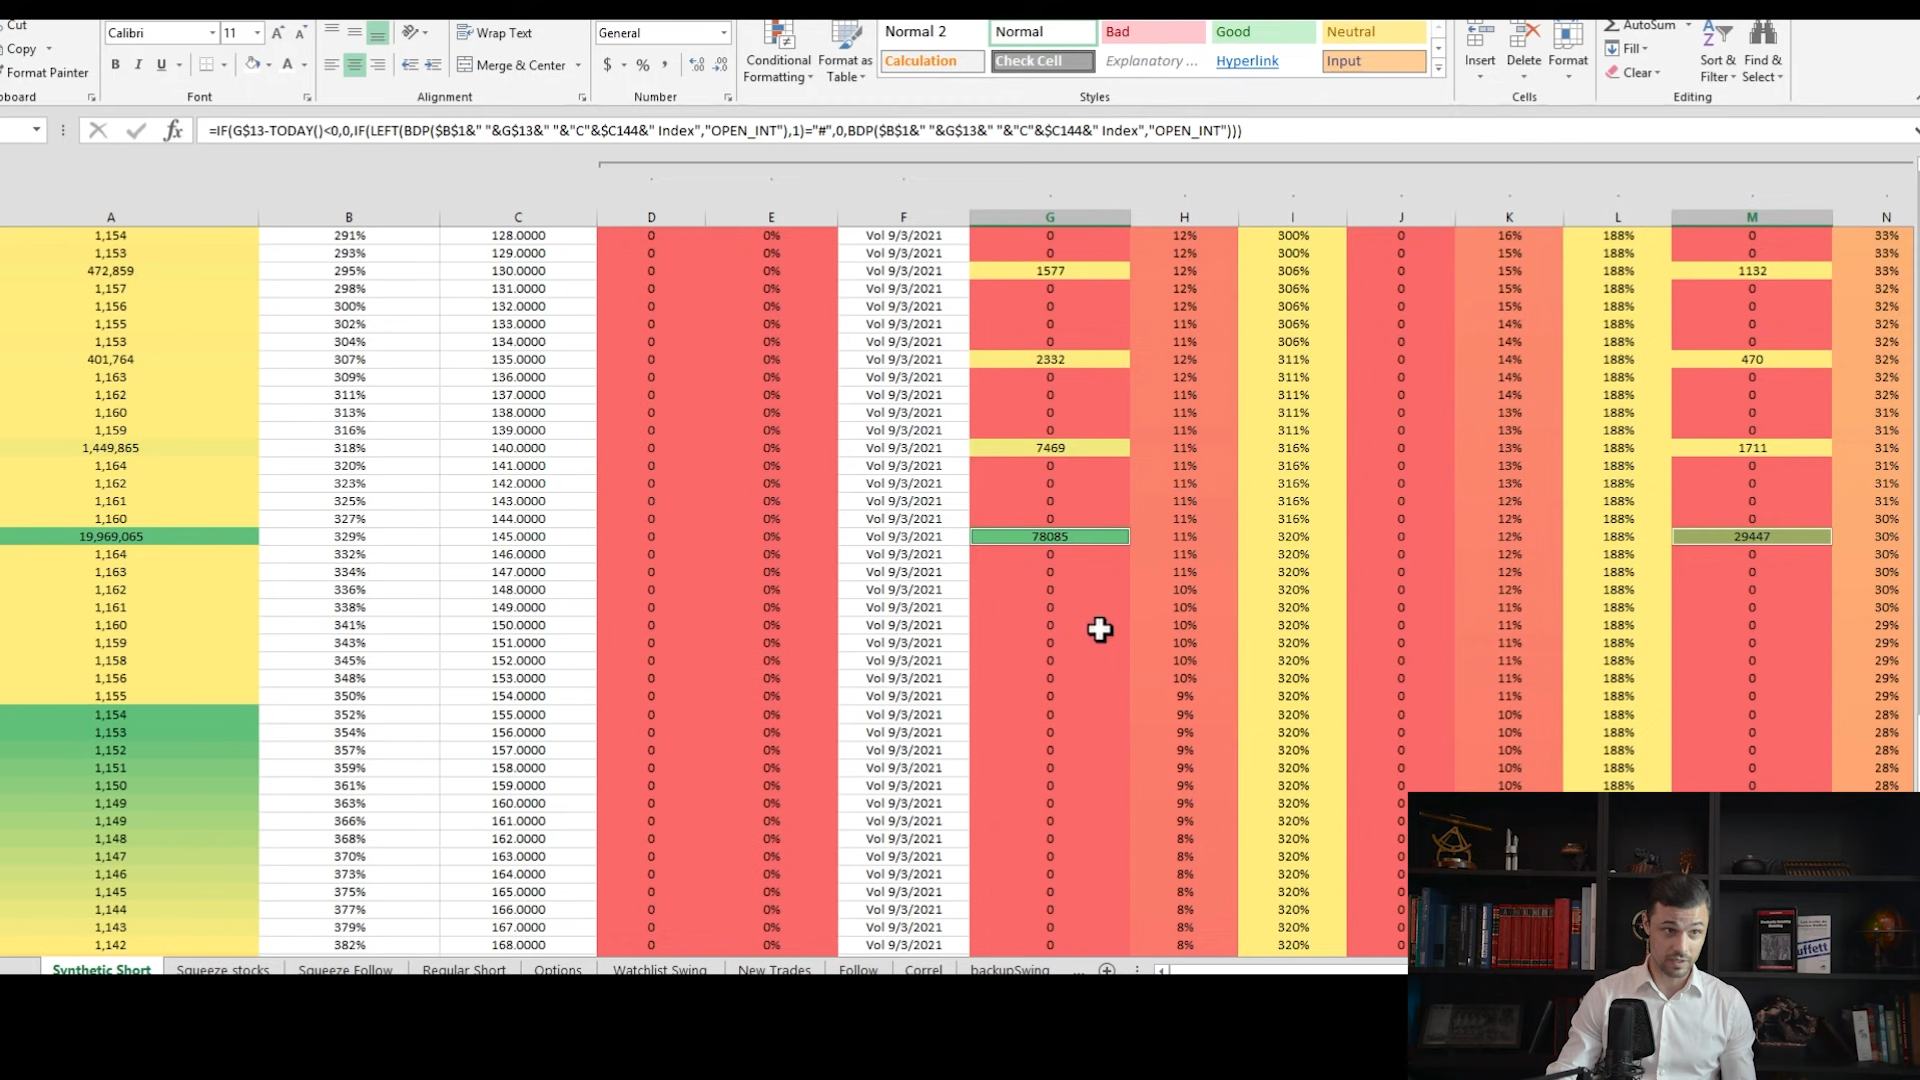 Cut
Calibri 11
Wrap Text
General
Normal 2 Normal Bad Good Neutral
AutoSum
Copy
Format Painter
B I U A
Merge & Center
$ % ,
Conditional Formatting
Format as Table
Calculation Check Cell Explanatory ... Hyperlink Input
Insert Delete Format
Fill
Clear
Sort & Filter
Find & Select
Font Alignment Number Styles Cells Editing
fx =IF(G$13-TODAY()<0,0,IF(LEFT(BDP($B$1&" "&G$13&" "&"C"&$C144&" Index","OPEN_INT"),1)="#",0,BDP($B$1&" "&G$13&" "&"C"&$C144&" Index","OPEN_INT")))
A B C D E F G H I J K L M N
1,154 291% 128.0000 0 0% Vol 9/3/2021 0 12% 300% 0 16% 188% 0 33%
1,153 293% 129.0000 0 0% Vol 9/3/2021 0 12% 300% 0 15% 188% 0 33%
472,859 295% 130.0000 0 0% Vol 9/3/2021 1577 12% 306% 0 15% 188% 1132 33%
1,157 298% 131.0000 0 0% Vol 9/3/2021 0 12% 306% 0 15% 188% 0 32%
1,156 300% 132.0000 0 0% Vol 9/3/2021 0 12% 306% 0 15% 188% 0 32%
1,155 302% 133.0000 0 0% Vol 9/3/2021 0 11% 306% 0 14% 188% 0 32%
1,153 304% 134.0000 0 0% Vol 9/3/2021 0 11% 306% 0 14% 188% 0 32%
401,764 307% 135.0000 0 0% Vol 9/3/2021 2332 12% 311% 0 14% 188% 470 32%
1,163 309% 136.0000 0 0% Vol 9/3/2021 0 12% 311% 0 14% 188% 0 32%
1,162 311% 137.0000 0 0% Vol 9/3/2021 0 11% 311% 0 14% 188% 0 32%
1,160 313% 138.0000 0 0% Vol 9/3/2021 0 11% 311% 0 13% 188% 0 31%
1,159 316% 139.0000 0 0% Vol 9/3/2021 0 11% 311% 0 13% 188% 0 31%
1,449,865 318% 140.0000 0 0% Vol 9/3/2021 7469 11% 316% 0 13% 188% 1711 31%
1,164 320% 141.0000 0 0% Vol 9/3/2021 0 11% 316% 0 13% 188% 0 31%
1,162 323% 142.0000 0 0% Vol 9/3/2021 0 11% 316% 0 13% 188% 0 31%
1,161 325% 143.0000 0 0% Vol 9/3/2021 0 11% 316% 0 12% 188% 0 31%
1,160 327% 144.0000 0 0% Vol 9/3/2021 0 11% 316% 0 12% 188% 0 30%
19,969,065 329% 145.0000 0 0% Vol 9/3/2021 78085 11% 320% 0 12% 188% 29447 30%
1,164 332% 146.0000 0 0% Vol 9/3/2021 0 11% 320% 0 12% 188% 0 30%
1,163 334% 147.0000 0 0% Vol 9/3/2021 0 11% 320% 0 12% 188% 0 30%
1,162 336% 148.0000 0 0% Vol 9/3/2021 0 10% 320% 0 12% 188% 0 30%
1,161 338% 149.0000 0 0% Vol 9/3/2021 0 10% 320% 0 11% 188% 0 30%
1,160 341% 150.0000 0 0% Vol 9/3/2021 0 10% 320% 0 11% 188% 0 29%
1,159 343% 151.0000 0 0% Vol 9/3/2021 0 10% 320% 0 11% 188% 0 29%
1,158 345% 152.0000 0 0% Vol 9/3/2021 0 10% 320% 0 11% 188% 0 29%
1,156 348% 153.0000 0 0% Vol 9/3/2021 0 10% 320% 0 11% 188% 0 29%
1,155 350% 154.0000 0 0% Vol 9/3/2021 0 9% 320% 0 11% 188% 0 29%
1,154 352% 155.0000 0 0% Vol 9/3/2021 0 9% 320% 0 10% 188% 0 28%
1,153 354% 156.0000 0 0% Vol 9/3/2021 0 9% 320% 0 10% 188% 0 28%
1,152 357% 157.0000 0 0% Vol 9/3/2021 0 9% 320% 0 10% 188% 0 28%
1,151 359% 158.0000 0 0% Vol 9/3/2021 0 9% 320% 0 10% 188% 0 28%
1,150 361% 159.0000 0 0% Vol 9/3/2021 0 9% 320% 0 10% 188% 0 28%
1,149 363% 160.0000 0 0% Vol 9/3/2021 0 9% 320% 0
1,149 366% 161.0000 0 0% Vol 9/3/2021 0 9% 320% 0
1,148 368% 162.0000 0 0% Vol 9/3/2021 0 8% 320% 0
1,147 370% 163.0000 0 0% Vol 9/3/2021 0 8% 320% 0
1,146 373% 164.0000 0 0% Vol 9/3/2021 0 8% 320% 0
1,145 375% 165.0000 0 0% Vol 9/3/2021 0 8% 320% 0
1,144 377% 166.0000 0 0% Vol 9/3/2021 0 8% 320% 0
1,143 379% 167.0000 0 0% Vol 9/3/2021 0 8% 320% 0
1,142 382% 168.0000 0 0% Vol 9/3/2021 0 8% 320% 0
Synthetic Short Squeeze stocks Squeeze Follow Regular Short Options Watchlist Swing New Trades Follow Correl backupSwing ...
uffett